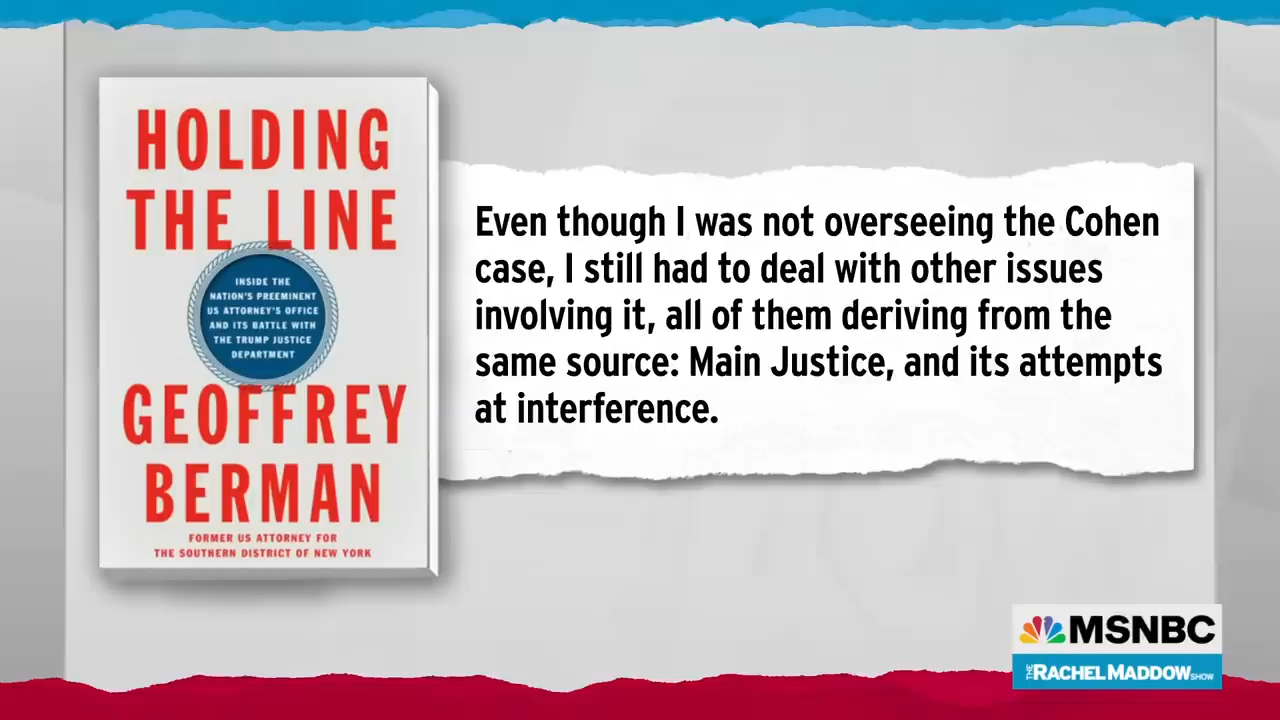 HOLDING
THE LINE
INSIDE THE
NATION'S PREEMINENT
US ATTORNEY'S OFFICE
AND ITS BATTLE WITH
THE TRUMP JUSTICE
DEPARTMENT
GEOFFREY
BERMAN
FORMER US ATTORNEY FOR
THE SOUTHERN DISTRICT OF NEW YORK
Even though I was not overseeing the Cohen
case, I still had to deal with other issues
involving it, all of them deriving from the
same source: Main Justice, and its attempts
at interference.
MSNBC
THE RACHEL MADDOW SHOW